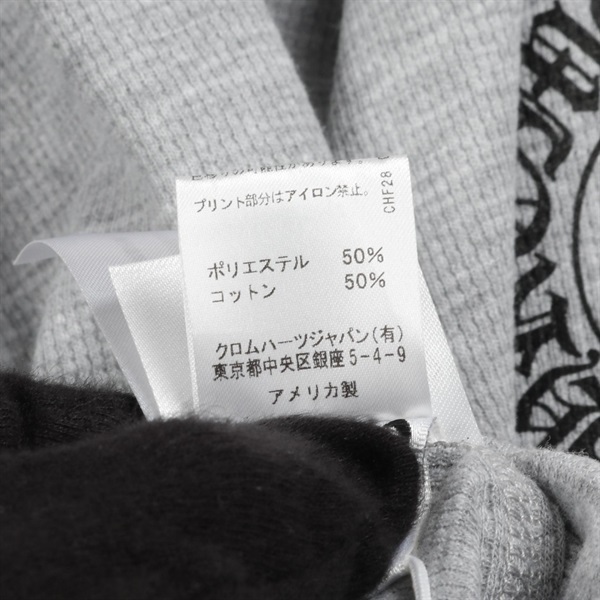 プリント部分はアイロン禁止。
CHF28
ポリエステル 50%
コットン 50%
クロムハーツジャパン(有)
東京都中央区銀座5-4-9
アメリカ製